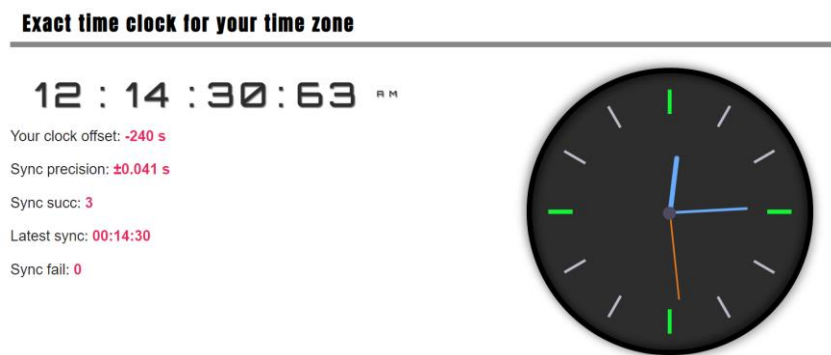 Exact time clock for your time zone
12 : 14 : 30 : 63 AM
Your clock offset: -240 s
Sync precision: ±0.041 s
Sync succ: 3
Latest sync: 00:14:30
Sync fail: 0